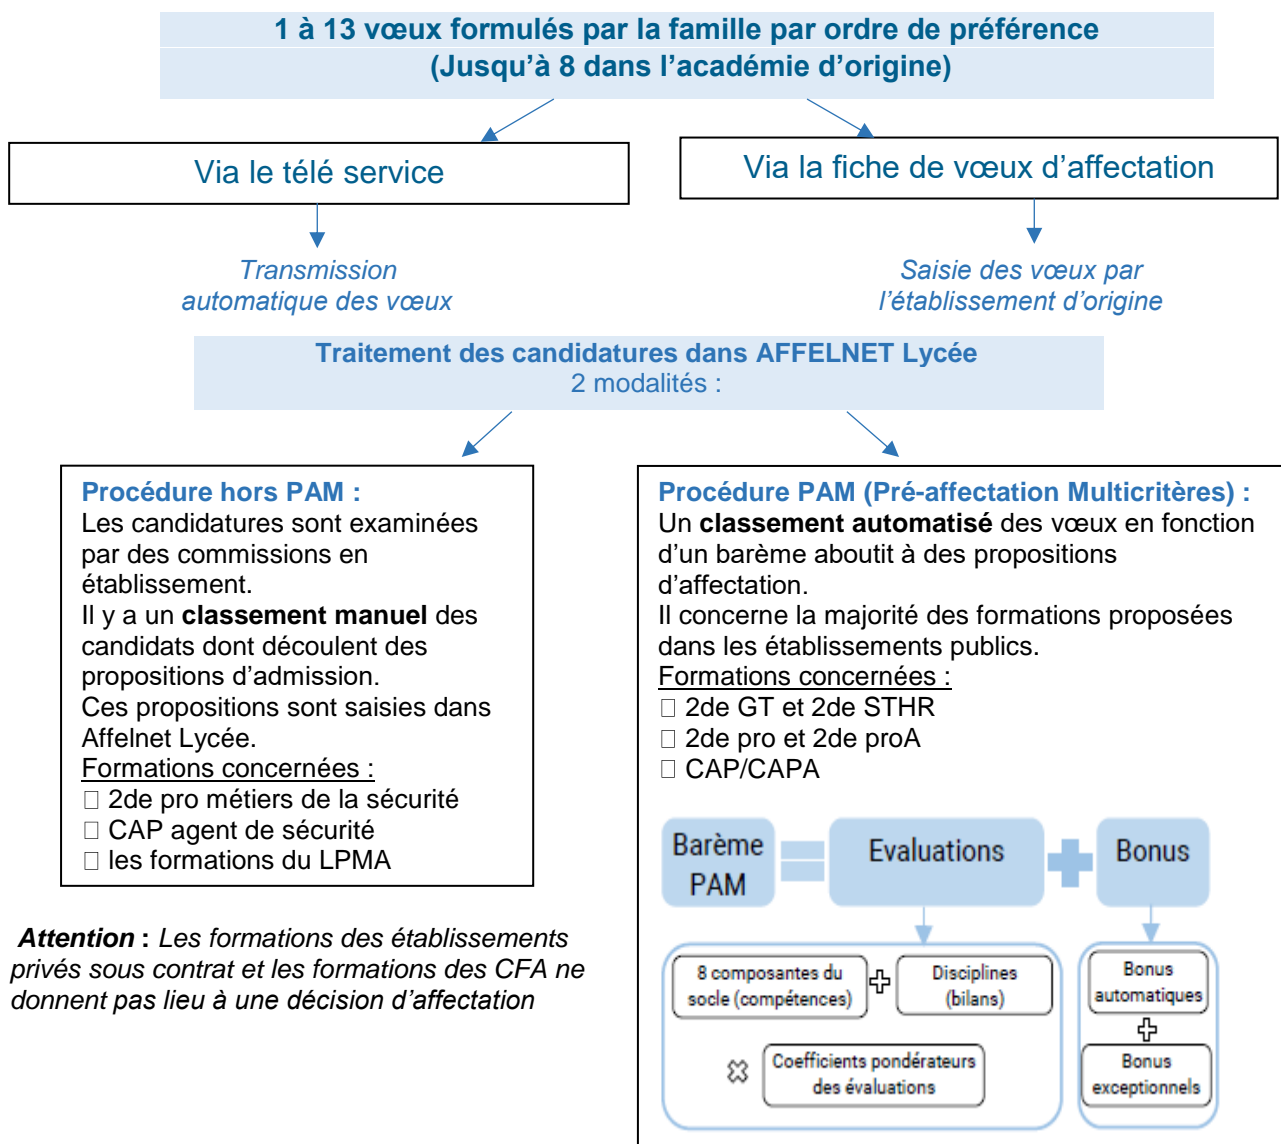 1 à 13 vœux formulés par la famille par ordre de préférence
(Jusqu'à 8 dans l'académie d'origine)
Via le télé service
Via la fiche de vœux d'affectation
Transmission
automatique des vœux
Saisie des vœux par
l'établissement d'origine
Traitement des candidatures dans AFFELNET Lycée
2 modalités :
Procédure hors PAM :
Les candidatures sont examinées
par des commissions en
établissement.
Il y a un classement manuel des
candidats dont découlent des
propositions d'admission.
Ces propositions sont saisies dans
Affelnet Lycée.
Formations concernées :
2de pro métiers de la sécurité
CAP agent de sécurité
les formations du LPMA
Attention : Les formations des établissements
privés sous contrat et les formations des CFA ne
donnent pas lieu à une décision d'affectation
Procédure PAM (Pré-affectation Multicritères) :
Un classement automatisé des vœux en fonction
d'un barème aboutit à des propositions
d'affectation.
Il concerne la majorité des formations proposées
dans les établissements publics.
Formations concernées :
2de GT et 2de STHR
2de pro et 2de proA
CAP/CAPA
Barème
PAM
Evaluations
Bonus
8 composantes du
socle (compétences)
Disciplines
(bilans)
Coefficients pondérateurs
des évaluations
Bonus
automatiques
Bonus
exceptionnels